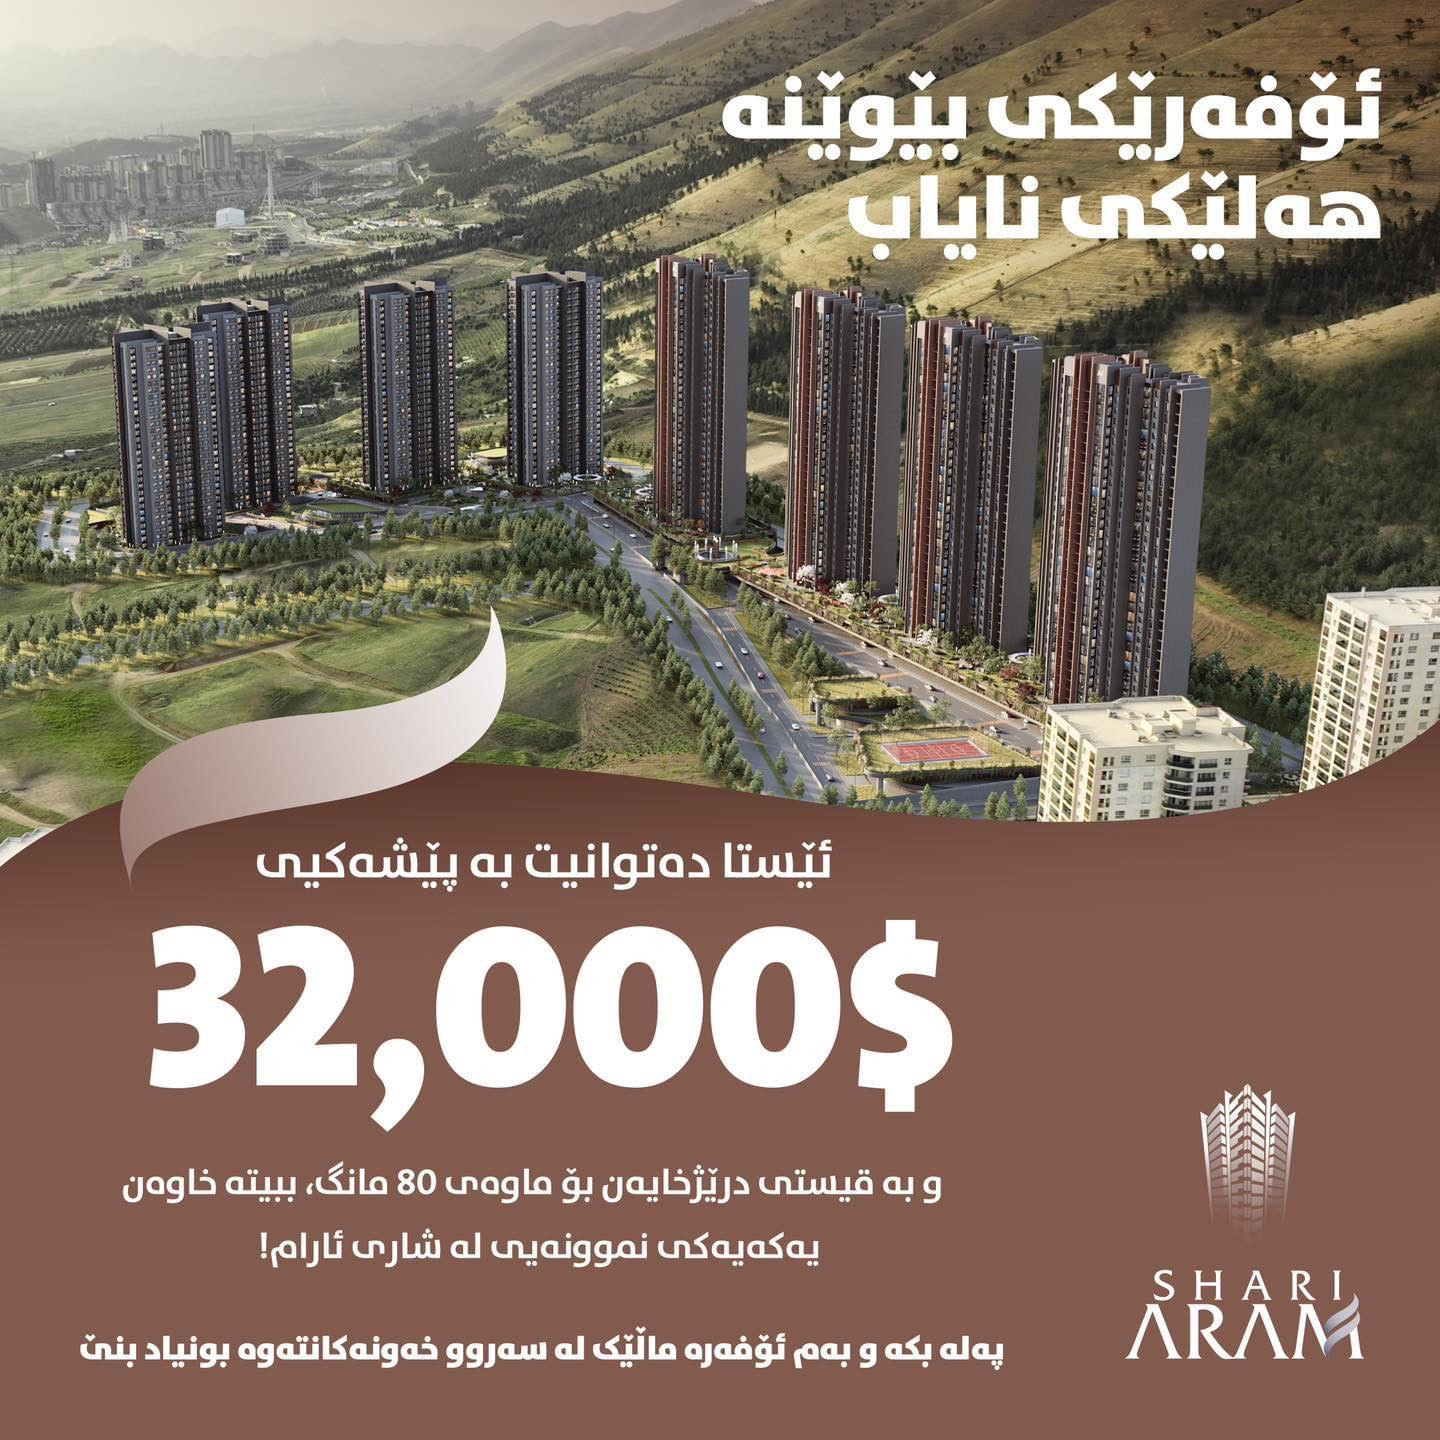 ئۆفەرێکی بێوێنە
هەلێکی نایاب
ئێستا دەتوانیت بە پێشەکیی
32,000$
و بە قیستی درێژخایەن بۆ ماوەی 80 مانگ، ببیتە خاوەن
یەکەیەکی نموونەیی لە شاری ئارام!
پەلە بکە و بەم ئۆفەرە ماڵێک لە سەروو خەونەکانتەوە بونیاد بنێ
SHARI
ARAM